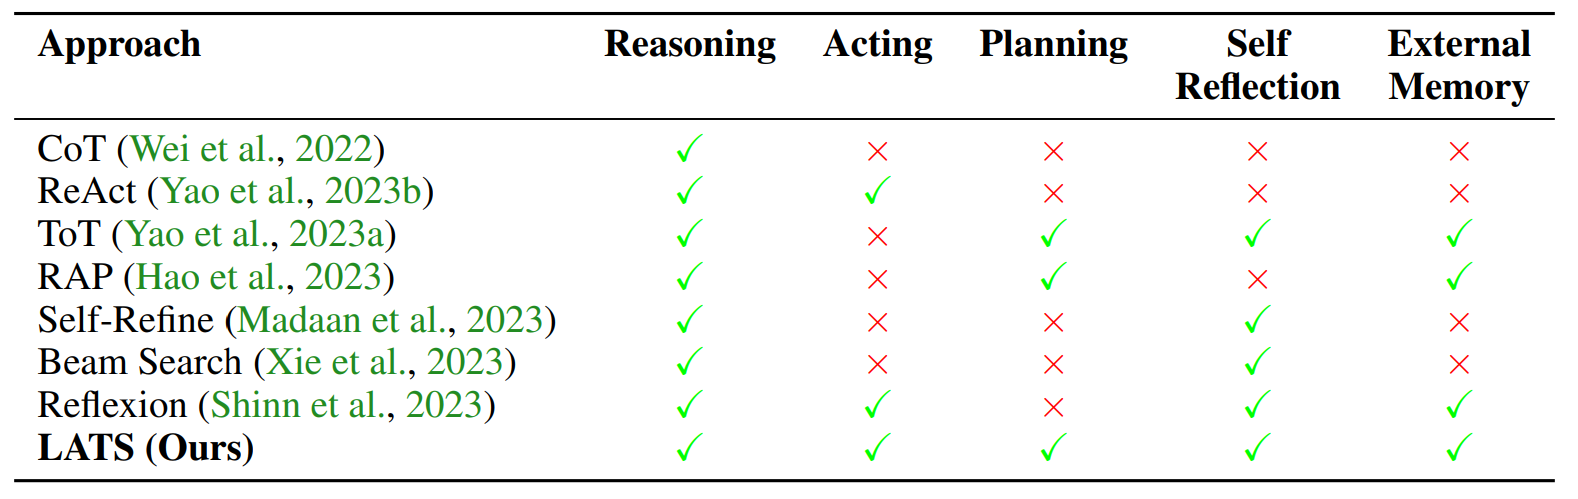 Approach Reasoning Acting Planning Self Reflection External Memory
CoT (Wei et al., 2022) ✓ × × × ×
ReAct (Yao et al., 2023b) ✓ ✓ × × ×
ToT (Yao et al., 2023a) ✓ × ✓ ✓ ✓
RAP (Hao et al., 2023) ✓ × ✓ × ✓
Self-Refine (Madaan et al., 2023) ✓ × × ✓ ×
Beam Search (Xie et al., 2023) ✓ × × ✓ ×
Reflexion (Shinn et al., 2023) ✓ ✓ × ✓ ✓
LATS (Ours) ✓ ✓ ✓ ✓ ✓